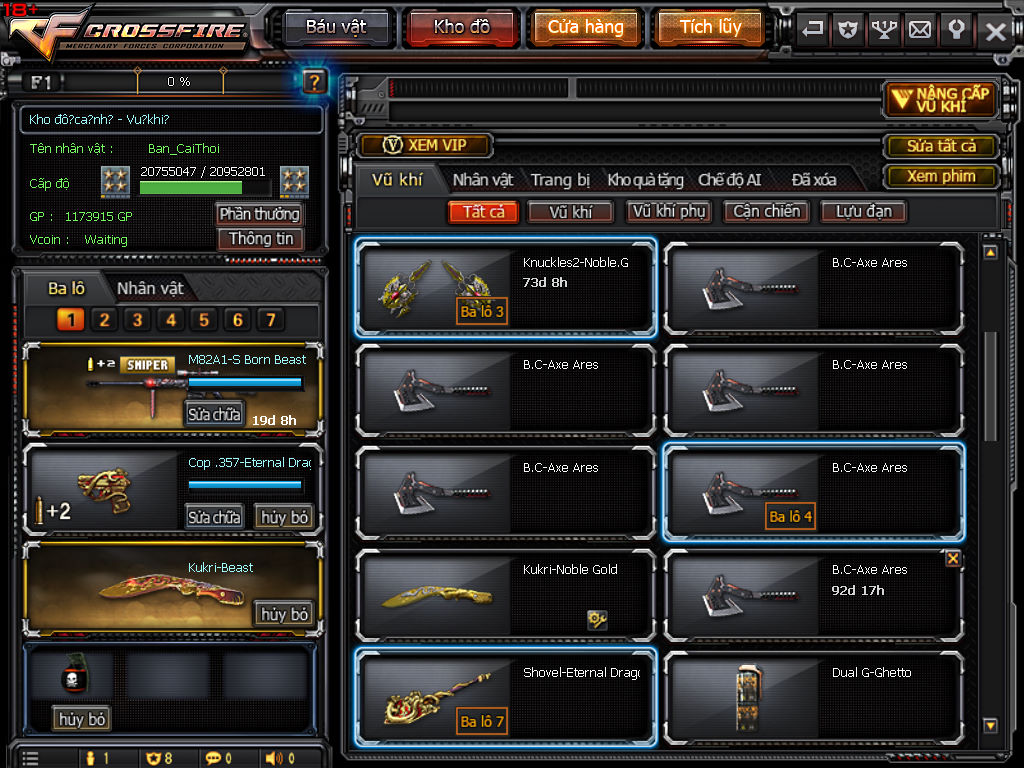 18+
CROSSFIRE
MERCENARY FORCES CORPORATION
Báu vật
Kho đồ
Cửa hàng
Tích lũy
F1
0 %
?
Kho đô?ca?nh? - Vu?khi?
Tên nhân vật :
Ban_CaiThoi
Cấp độ
20755047 / 20952801
GP : 1173915 GP
Phần thưởng
Vcoin : Waiting
Thông tin
NÂNG CẤP
VŨ KHÍ
XEM VIP
Sửa tất cả
Xem phim
Vũ khí
Nhân vật
Trang bị
Kho quà tặng
Chế độ AI
Đã xóa
Tất cả
Vũ khí
Vũ khí phụ
Cận chiến
Lựu đạn
Ba lô
Nhân vật
1 2 3 4 5 6 7
+2
SNIPER
M82A1-S Born Beast
Sửa chữa
19d 8h
Cop .357-Eternal Drag
+2
Sửa chữa
hủy bỏ
Kukri-Beast
hủy bỏ
hủy bỏ
1
8
0
0
Knuckles2-Noble.G
73d 8h
Ba lô 3
B.C-Axe Ares
B.C-Axe Ares
B.C-Axe Ares
B.C-Axe Ares
B.C-Axe Ares
Ba lô 4
Kukri-Noble Gold
B.C-Axe Ares
92d 17h
Shovel-Eternal Drago
Ba lô 7
Dual G-Ghetto